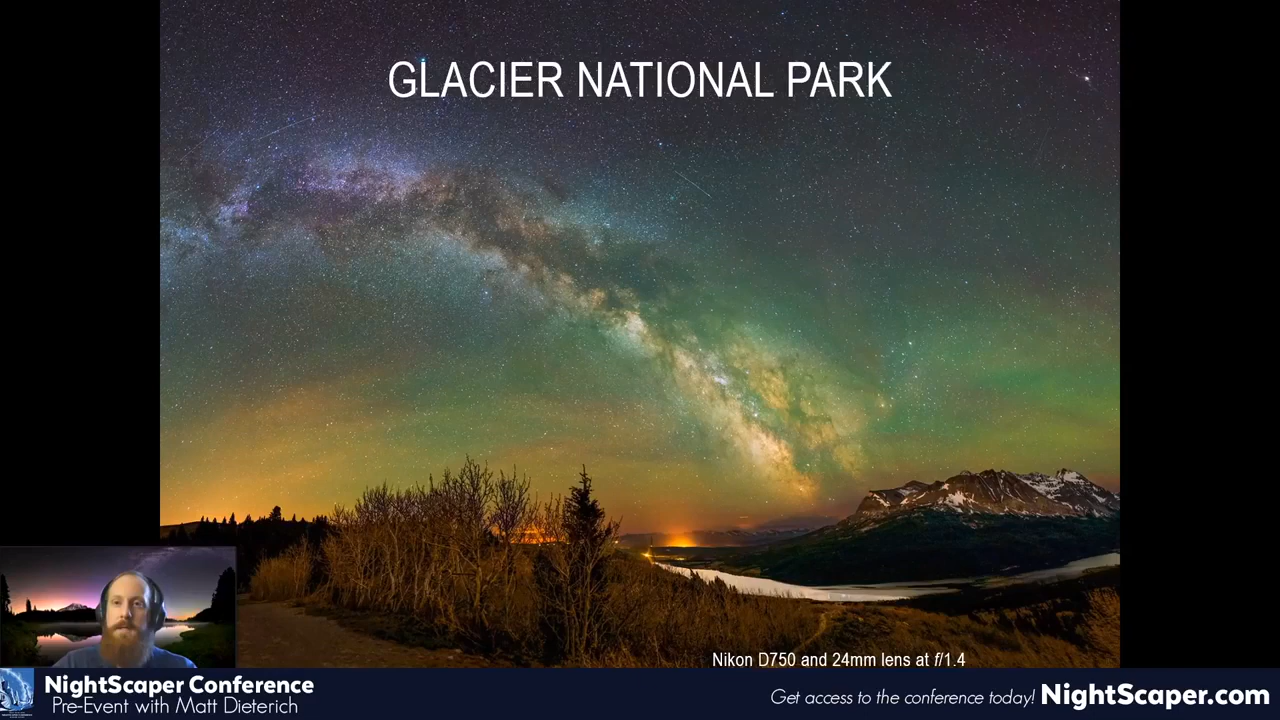 GLACIER NATIONAL PARK
Nikon D750 and 24mm lens at f/1.4
NightScaper Conference
Pre-Event with Matt Dieterich
Get access to the conference today! NightScaper.com